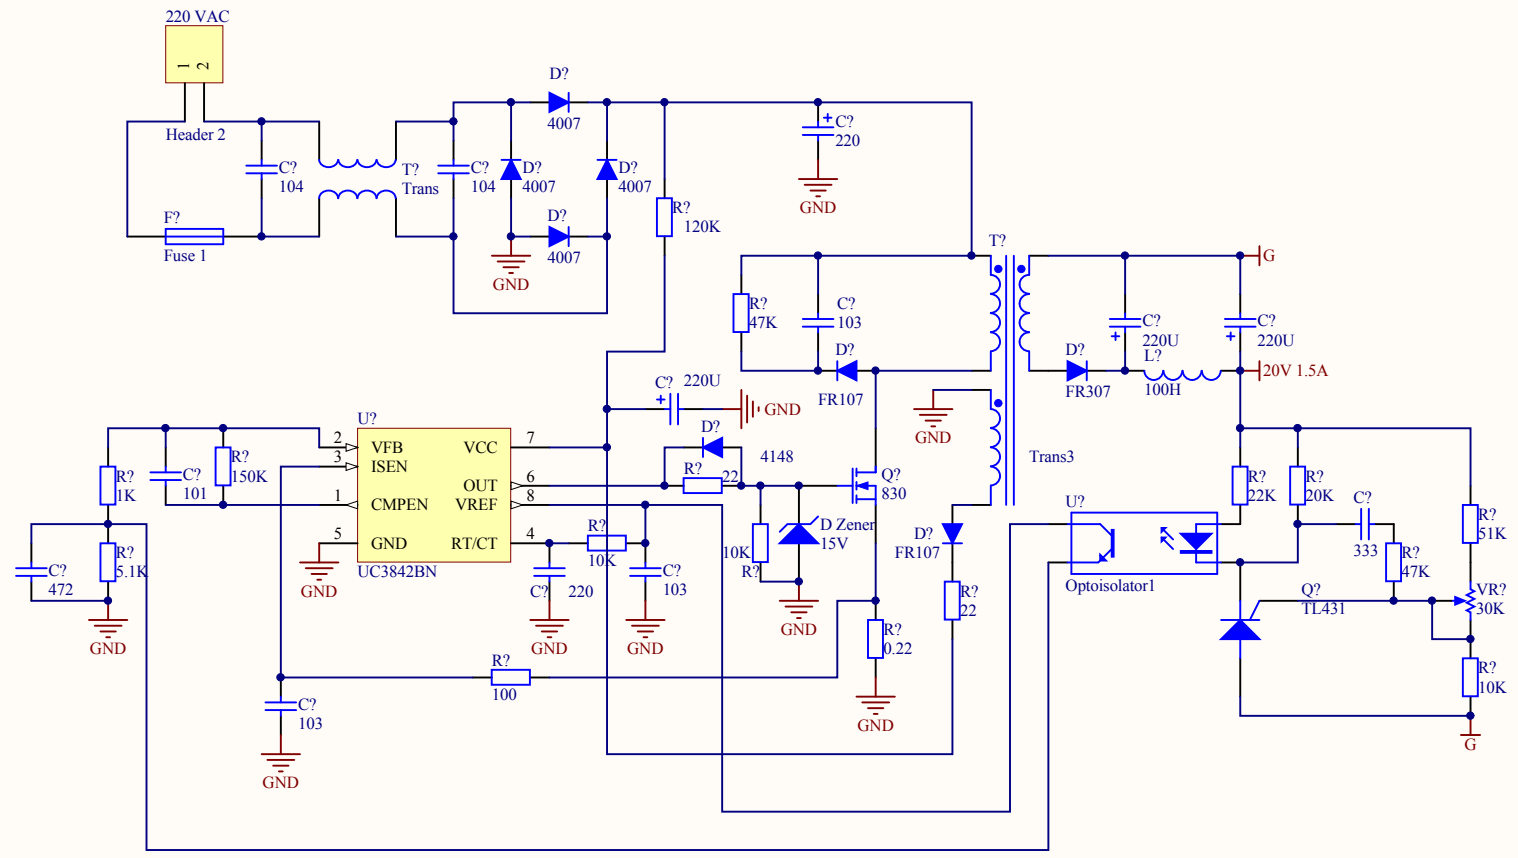 220 VAC
1 2
Header 2
F?
Fuse 1
C?
104
T?
Trans
C?
104
D?
4007
D?
4007
D?
4007
D?
4007
GND
R?
120K
C?
220
GND
T?
Trans3
R?
47K
C?
103
D?
FR107
GND
D?
FR307
C?
220U
L?
100H
C?
220U
G
20V 1.5A
C?
220U
GND
D?
4148
R?
22
Q?
830
U?
2 VFB
3 ISEN
1 CMPEN
5 GND
VCC 7
OUT 6
VREF 8
RT/CT 4
UC3842BN
R?
1K
C?
101
R?
150K
C?
472
R?
5.1K
GND
GND
R?
10K
C?
220
GND
C?
103
GND
10K
R?
D Zener
15V
GND
D?
FR107
R?
22
R?
0.22
GND
R?
100
C?
103
GND
U?
Optoisolator1
R?
22K
R?
20K
C?
333
R?
47K
R?
51K
Q?
TL431
VR?
30K
R?
10K
G